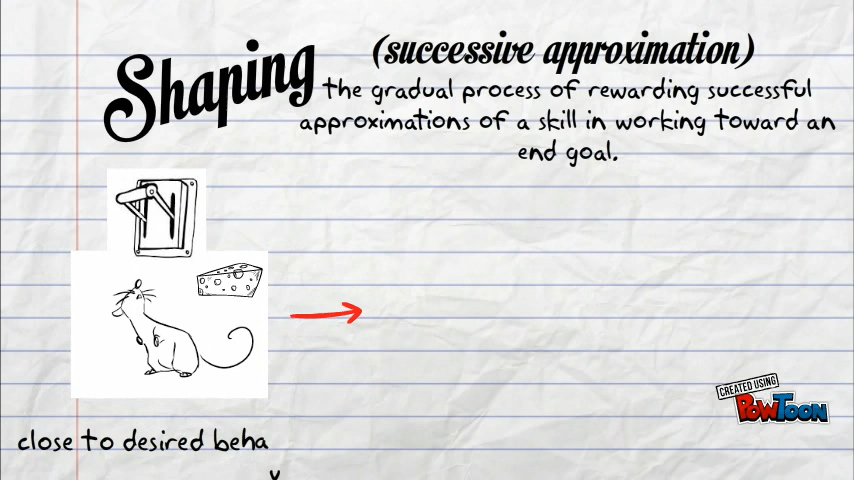 Shaping
(successive approximation)
the gradual process of rewarding successful
approximations of a skill in working toward an
end goal.
close to desired beha
v
CREATED USING
POWTOON